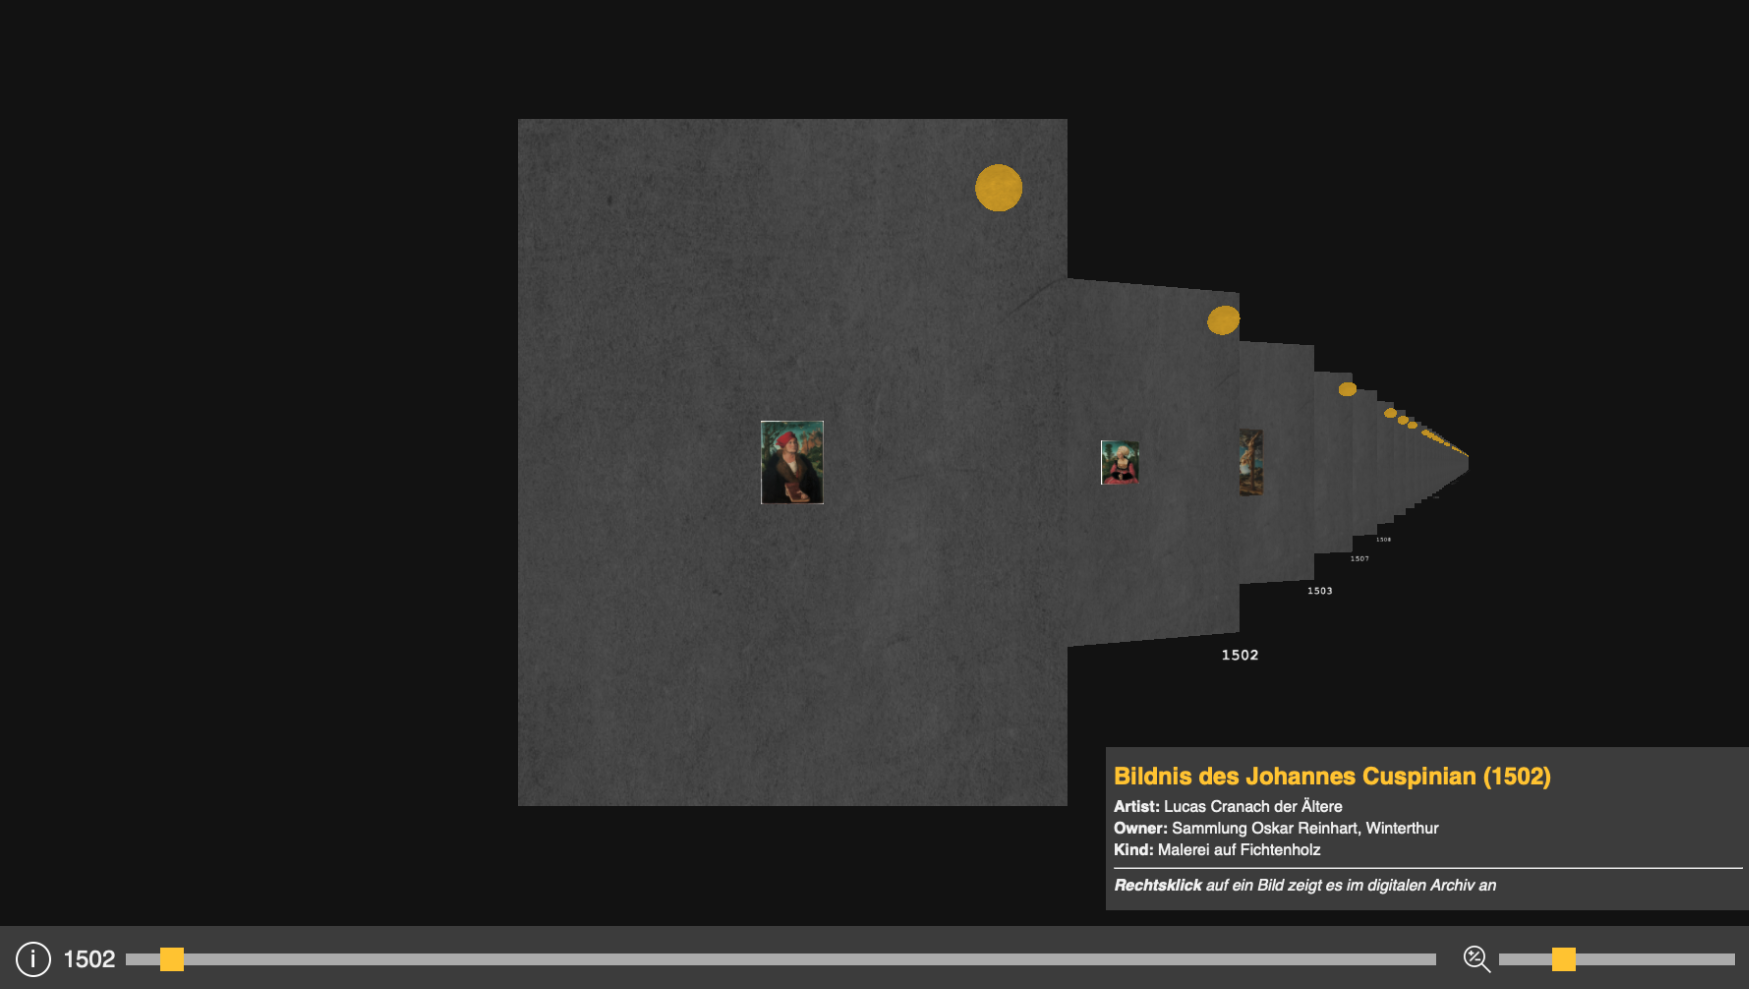 1508
1507
1503
1502
Bildnis des Johannes Cuspinian (1502)
Artist: Lucas Cranach der Ältere
Owner: Sammlung Oskar Reinhart, Winterthur
Kind: Malerei auf Fichtenholz
Rechtsklick auf ein Bild zeigt es im digitalen Archiv an
i 1502